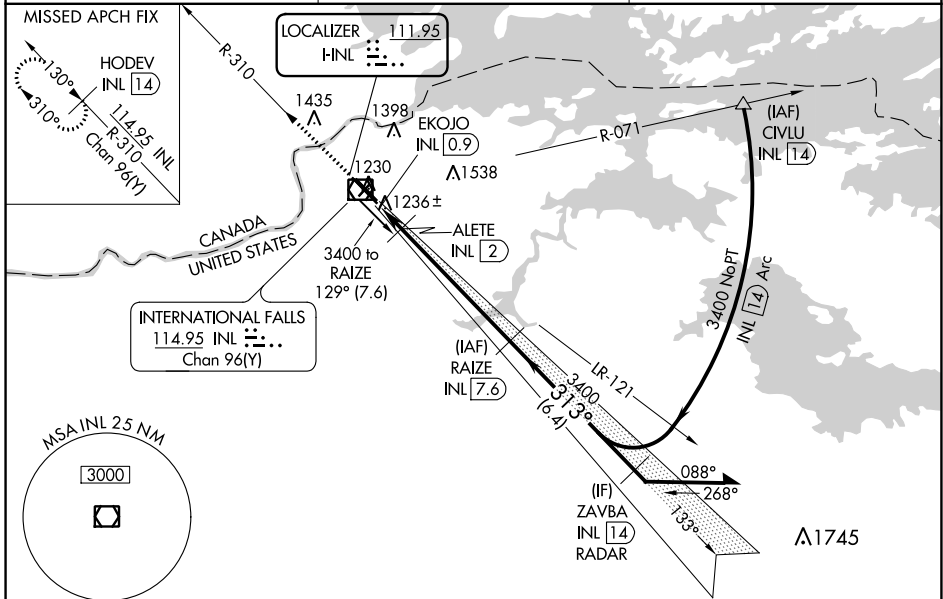 MISSED APCH FIX
HODEV
INL 14
130°
310°
114.95 INL
R-310
Chan 96(Y)
R-310
LOCALIZER 111.95
I-INL
1435
1398
EKOJO
INL 0.9
1538
R-071
(IAF)
CIVLU
INL 14
1230
1236 ±
ALETE
INL 2
CANADA
UNITED STATES
3400 to
RAIZE
129° (7.6)
INTERNATIONAL FALLS
114.95 INL
Chan 96(Y)
3400 NoPT
INL 14 Arc
(IAF)
RAIZE
INL 7.6
LR-121
3400
313°
(6.4)
MSA INL 25 NM
3000
088°
268°
133°
(IF)
ZAVBA
INL 14
RADAR
1745